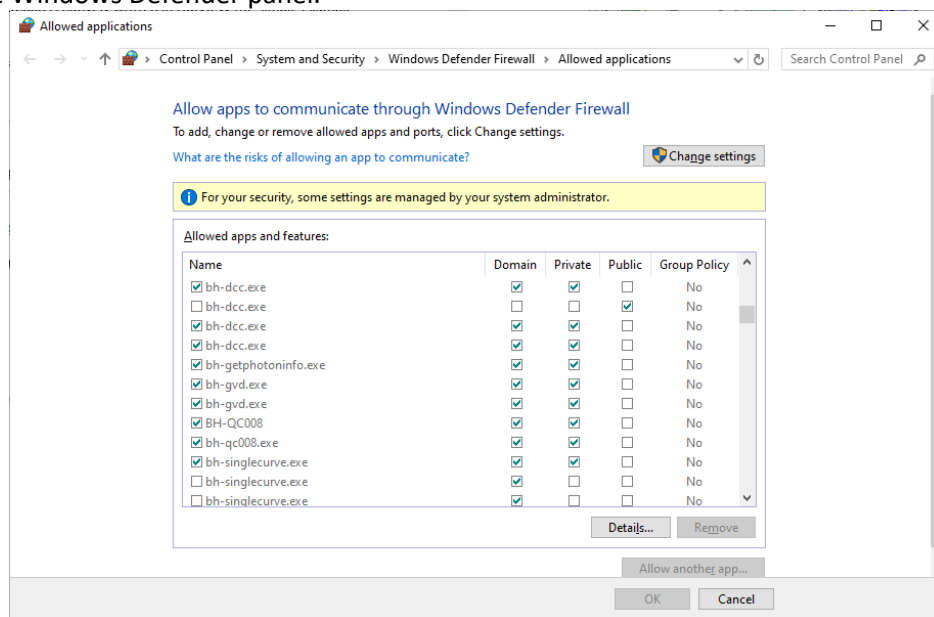 Windows Defender panel.
Allowed applications
Control Panel > System and Security > Windows Defender Firewall > Allowed applications
Search Control Panel
Allow apps to communicate through Windows Defender Firewall
To add, change or remove allowed apps and ports, click Change settings.
What are the risks of allowing an app to communicate?
Change settings
For your security, some settings are managed by your system administrator.
Allowed apps and features:
Name Domain Private Public Group Policy
bh-dcc.exe No
bh-dcc.exe No
bh-dcc.exe No
bh-dcc.exe No
bh-getphotoninfo.exe No
bh-gvd.exe No
bh-gvd.exe No
BH-QC008 No
bh-qc008.exe No
bh-singlecurve.exe No
bh-singlecurve.exe No
bh-singlecurve.exe No
Details... Remove
Allow another app...
OK Cancel